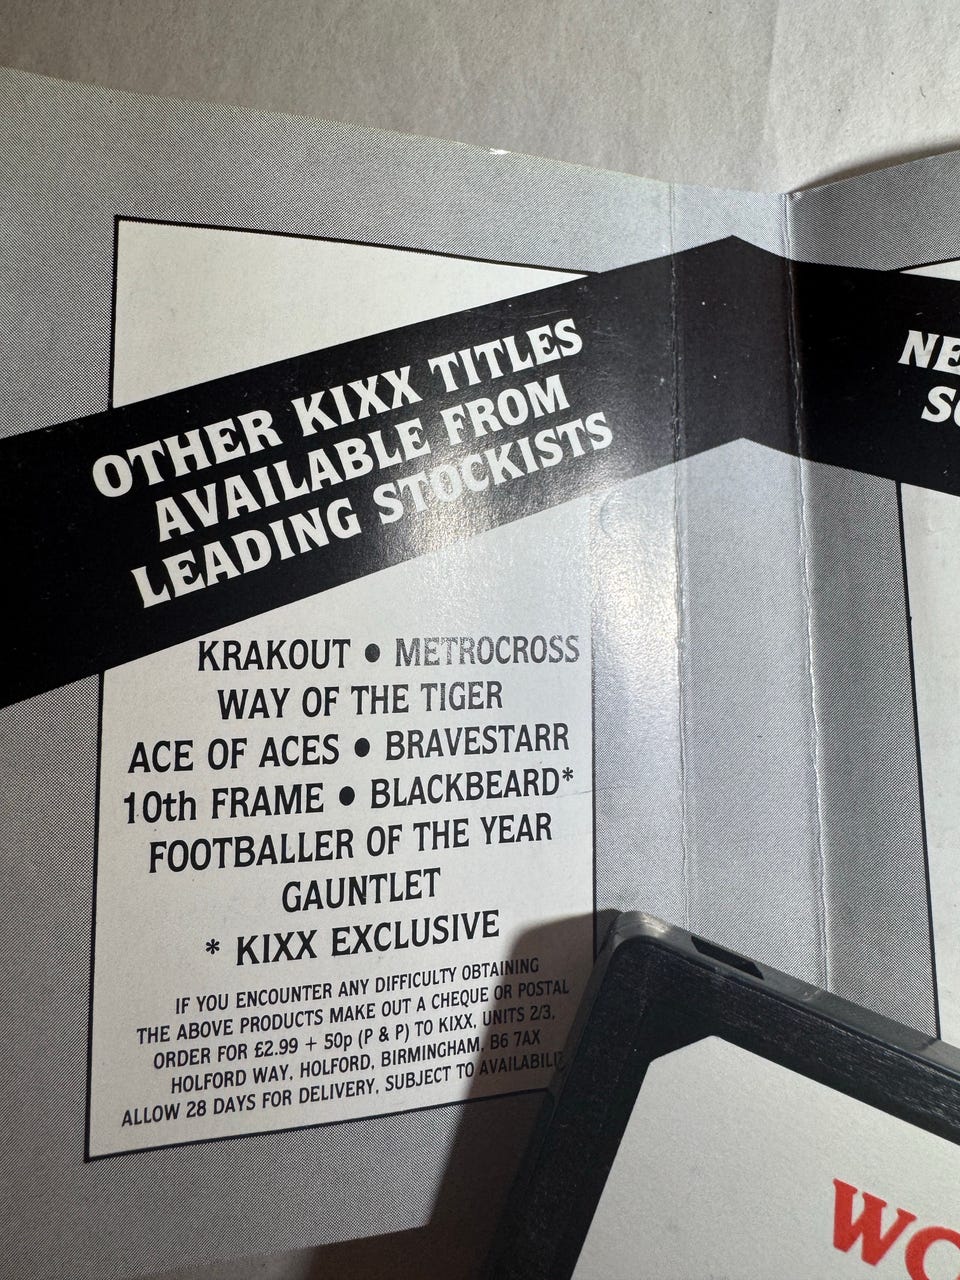 OTHER KIXX TITLES
AVAILABLE FROM
LEADING STOCKISTS
KRAKOUT • METROCROSS
WAY OF THE TIGER
ACE OF ACES • BRAVESTARR
10th FRAME • BLACKBEARD*
FOOTBALLER OF THE YEAR
GAUNTLET
* KIXX EXCLUSIVE
IF YOU ENCOUNTER ANY DIFFICULTY OBTAINING
THE ABOVE PRODUCTS MAKE OUT A CHEQUE OR POSTAL
ORDER FOR £2.99 + 50p (P & P) TO KIXX, UNITS 2/3,
HOLFORD WAY, HOLFORD, BIRMINGHAM, B6 7AX
ALLOW 28 DAYS FOR DELIVERY, SUBJECT TO